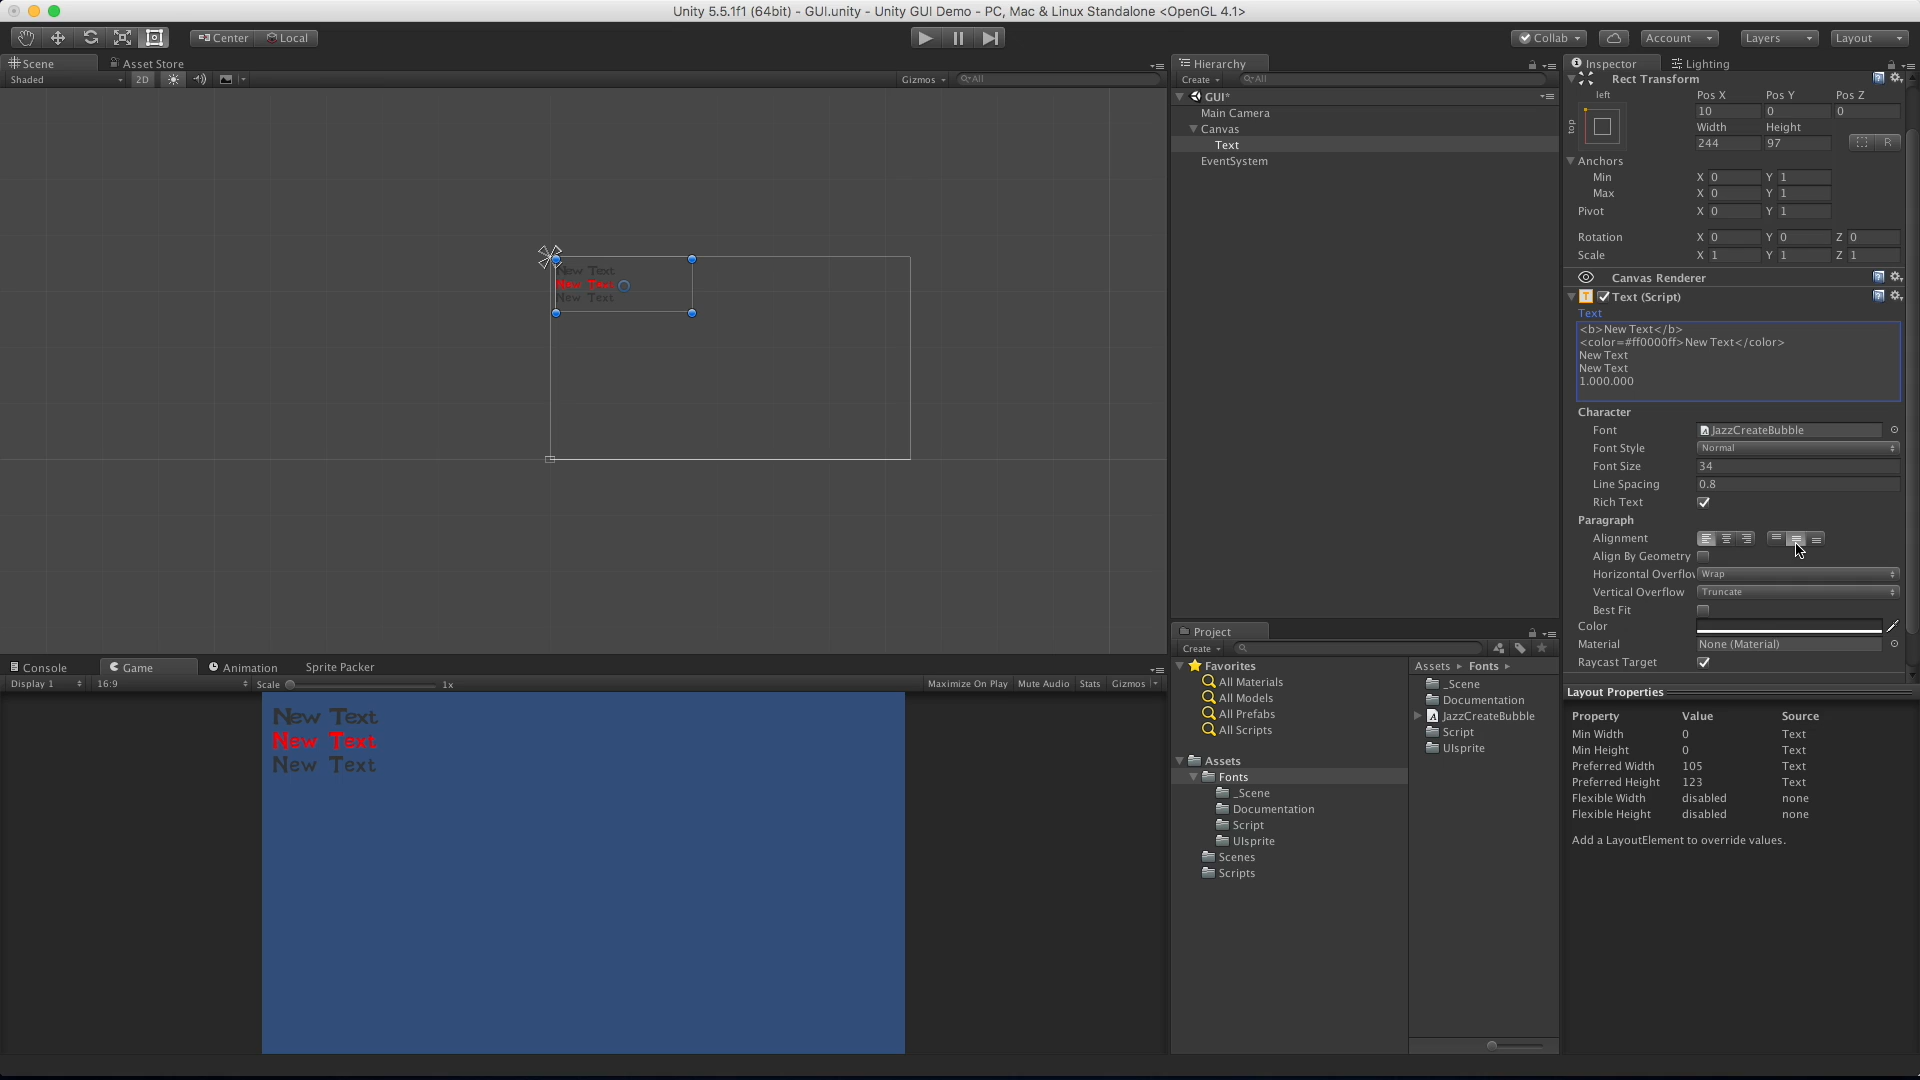 Unity 5.5.1f1 (64bit) - GUI.unity - Unity GUI Demo - PC, Mac & Linux Standalone <OpenGL 4.1>
Center Local
Collab Account Layers Layout
Scene Asset Store
Shaded 2D Gizmos All
New Text
New Text
New Text
Console Game Animation Sprite Packer
Display 1 16:9 Scale 1x Maximize On Play Mute Audio Stats Gizmos
New Text
New Text
New Text
Hierarchy
Create All
GUI*
Main Camera
Canvas
Text
EventSystem
Project
Create
Favorites
All Materials
All Models
All Prefabs
All Scripts
Assets
Fonts
_Scene
Documentation
Script
UIsprite
Scenes
Scripts
Assets Fonts
_Scene
Documentation
JazzCreateBubble
Script
UIsprite
Inspector Lighting
Rect Transform
left Pos X Pos Y Pos Z
top 10 0 0
Width Height
244 97 R
Anchors
Min X 0 Y 1
Max X 0 Y 1
Pivot X 0 Y 1
Rotation X 0 Y 0 Z 0
Scale X 1 Y 1 Z 1
Canvas Renderer
Text (Script)
Text
<b>New Text</b>
<color=#ff0000ff>New Text</color>
New Text
New Text
1.000.000
Character
Font JazzCreateBubble
Font Style Normal
Font Size 34
Line Spacing 0.8
Rich Text
Paragraph
Alignment
Align By Geometry
Horizontal Overflow Wrap
Vertical Overflow Truncate
Best Fit
Color
Material None (Material)
Raycast Target
Layout Properties
Property Value Source
Min Width 0 Text
Min Height 0 Text
Preferred Width 105 Text
Preferred Height 123 Text
Flexible Width disabled none
Flexible Height disabled none
Add a LayoutElement to override values.